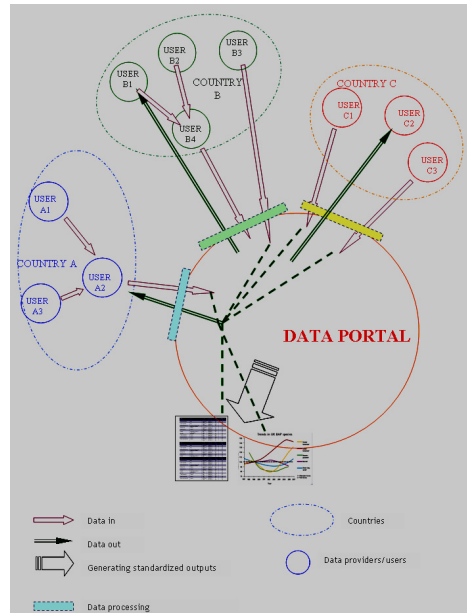 USER
B1
USER
B2
USER
B3
COUNTRY
B
USER
B4
COUNTRY C
USER
C1
USER
C2
USER
C3
USER
A1
COUNTRY A
USER
A2
USER
A3
DATA PORTAL
Data in
Data out
Generating standardized outputs
Data processing
Countries
Data providers/users